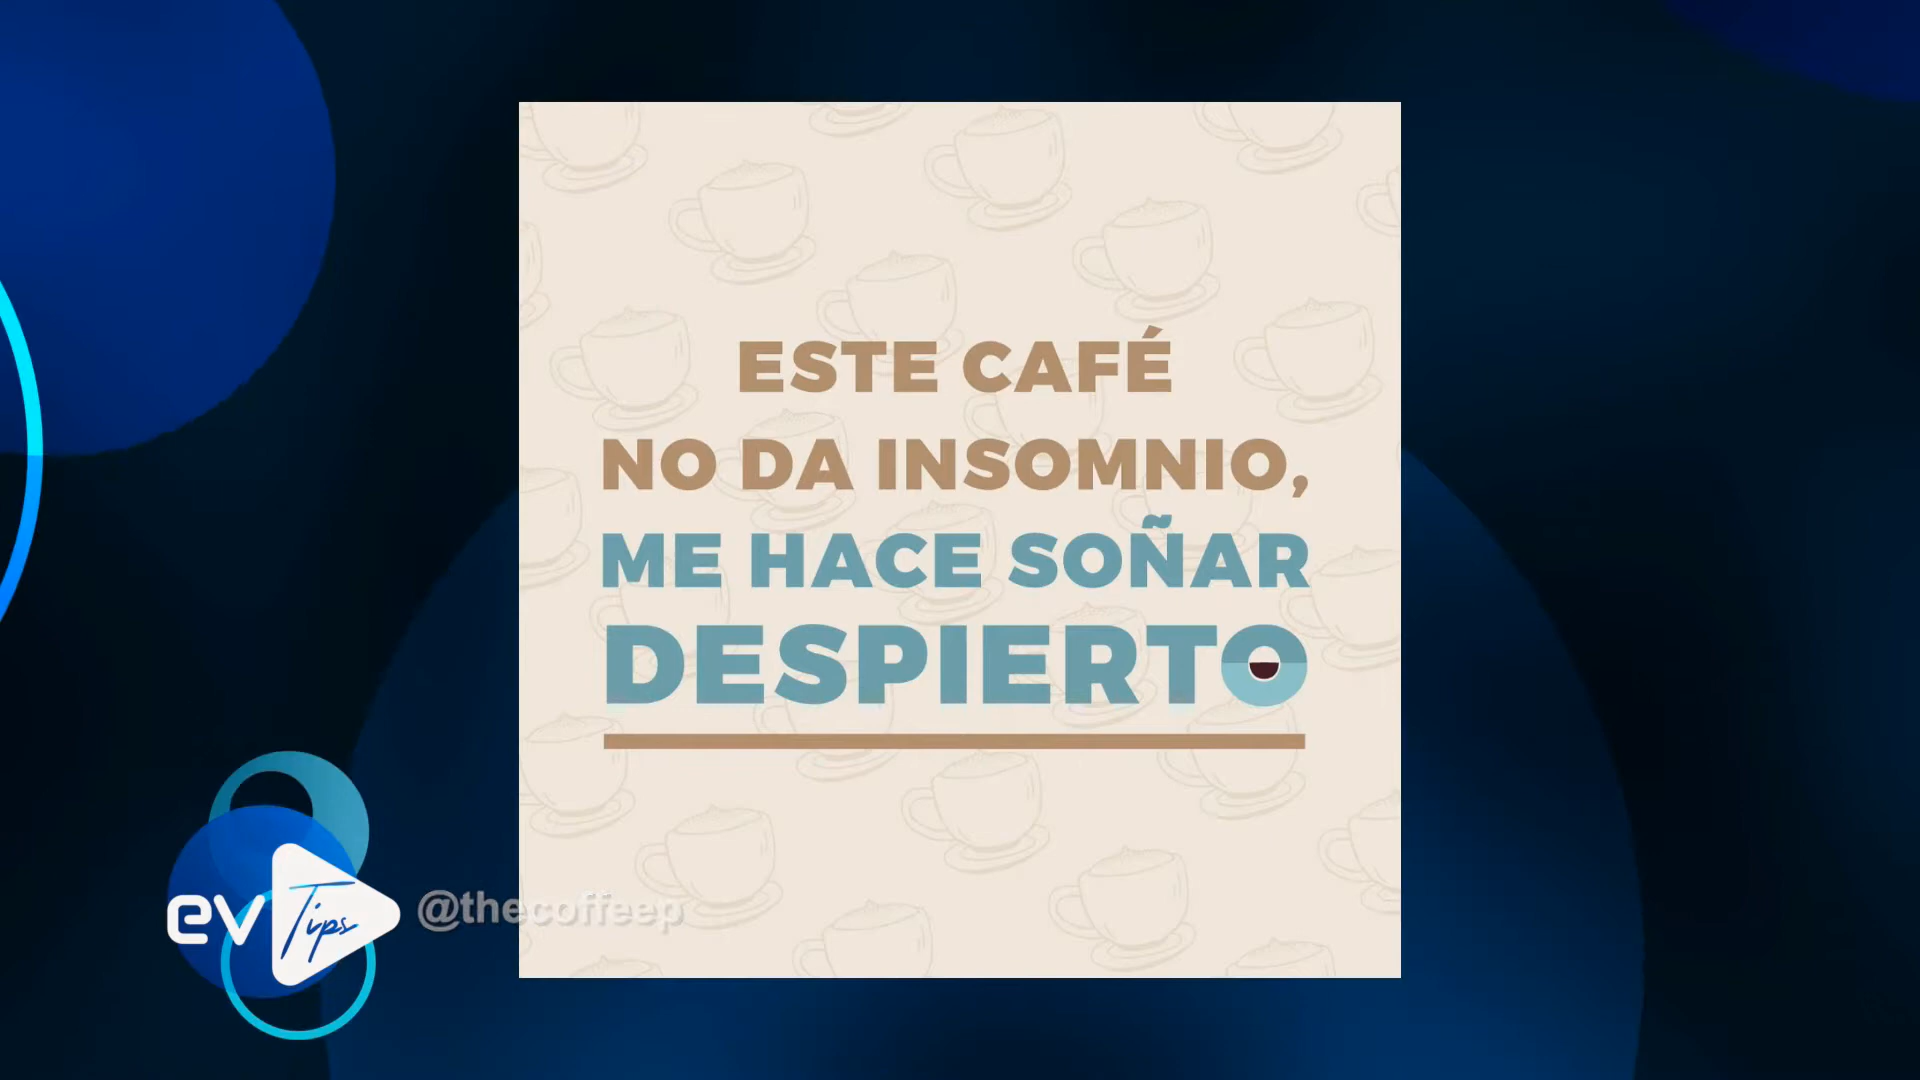 ESTE CAFÉ
NO DA INSOMNIO,
ME HACE SOÑAR
DESPIERTO
ev Tips
@thecoffeep